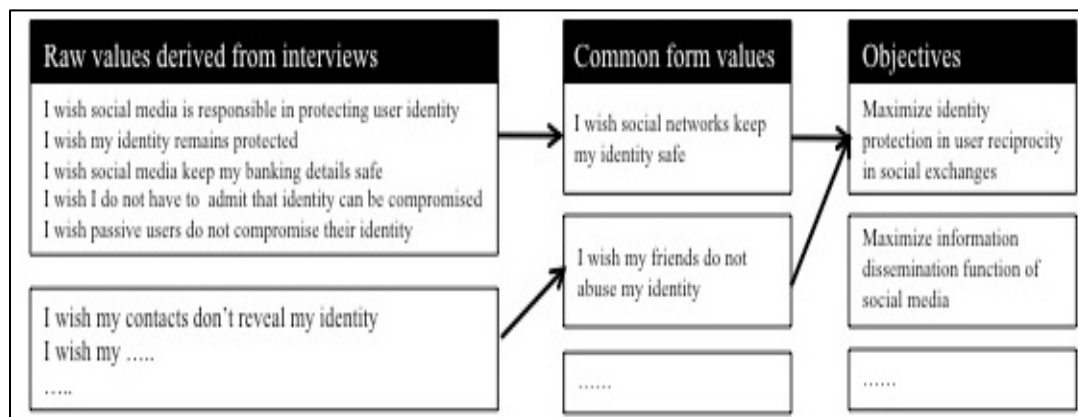 Raw values derived from interviews
I wish social media is responsible in protecting user identity
I wish my identity remains protected
I wish social media keep my banking details safe
I wish I do not have to admit that identity can be compromised
I wish passive users do not compromise their identity
I wish my contacts don't reveal my identity
I wish my …..
…..
Common form values
I wish social networks keep
my identity safe
I wish my friends do not
abuse my identity
……
Objectives
Maximize identity
protection in user reciprocity
in social exchanges
Maximize information
dissemination function of
social media
……